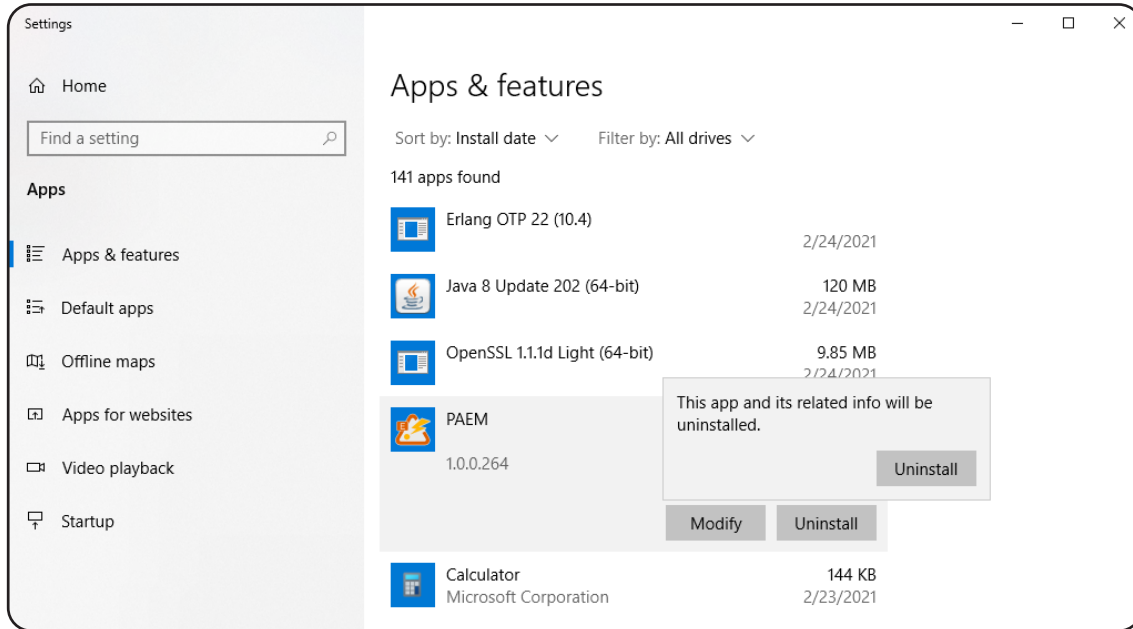 Settings
Home
Find a setting
Apps
Apps & features
Default apps
Offline maps
Apps for websites
Video playback
Startup
Apps & features
Sort by: Install date Filter by: All drives
141 apps found
Erlang OTP 22 (10.4)
2/24/2021
Java 8 Update 202 (64-bit) 120 MB
2/24/2021
OpenSSL 1.1.1d Light (64-bit) 9.85 MB
2/24/2021
PAEM
1.0.0.264
This app and its related info will be
uninstalled.
Uninstall
Modify Uninstall
Calculator 144 KB
Microsoft Corporation 2/23/2021